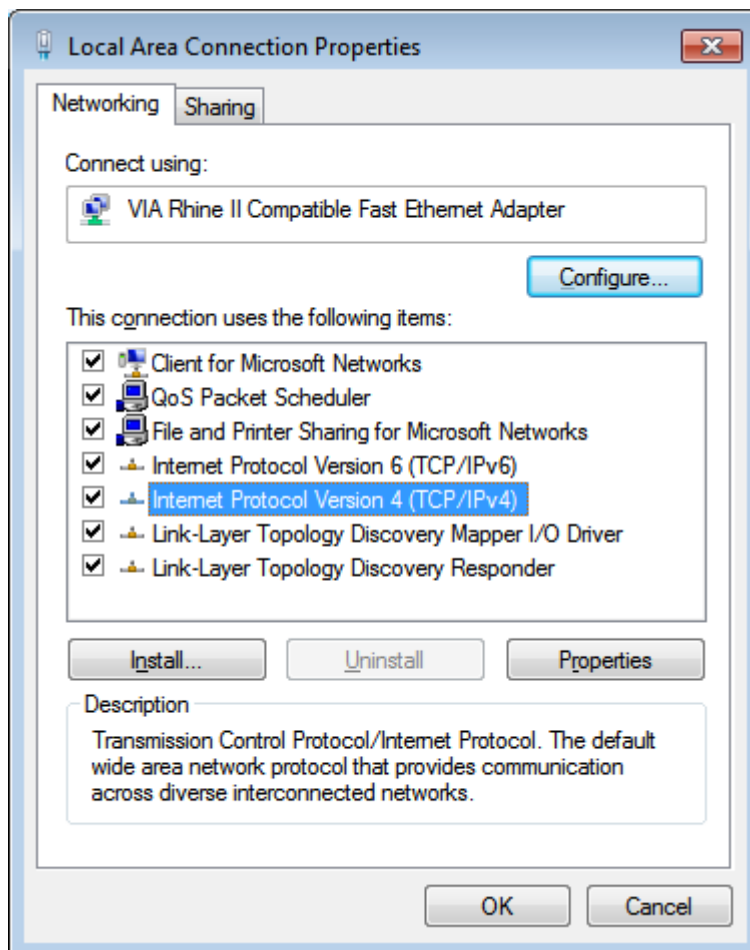 Local Area Connection Properties
Networking
Sharing
Connect using:
VIA Rhine II Compatible Fast Ethernet Adapter
Configure...
This connection uses the following items:
Client for Microsoft Networks
QoS Packet Scheduler
File and Printer Sharing for Microsoft Networks
Internet Protocol Version 6 (TCP/IPv6)
Internet Protocol Version 4 (TCP/IPv4)
Link-Layer Topology Discovery Mapper I/O Driver
Link-Layer Topology Discovery Responder
Install...
Uninstall
Properties
Description
Transmission Control Protocol/Internet Protocol. The default
wide area network protocol that provides communication
across diverse interconnected networks.
OK
Cancel